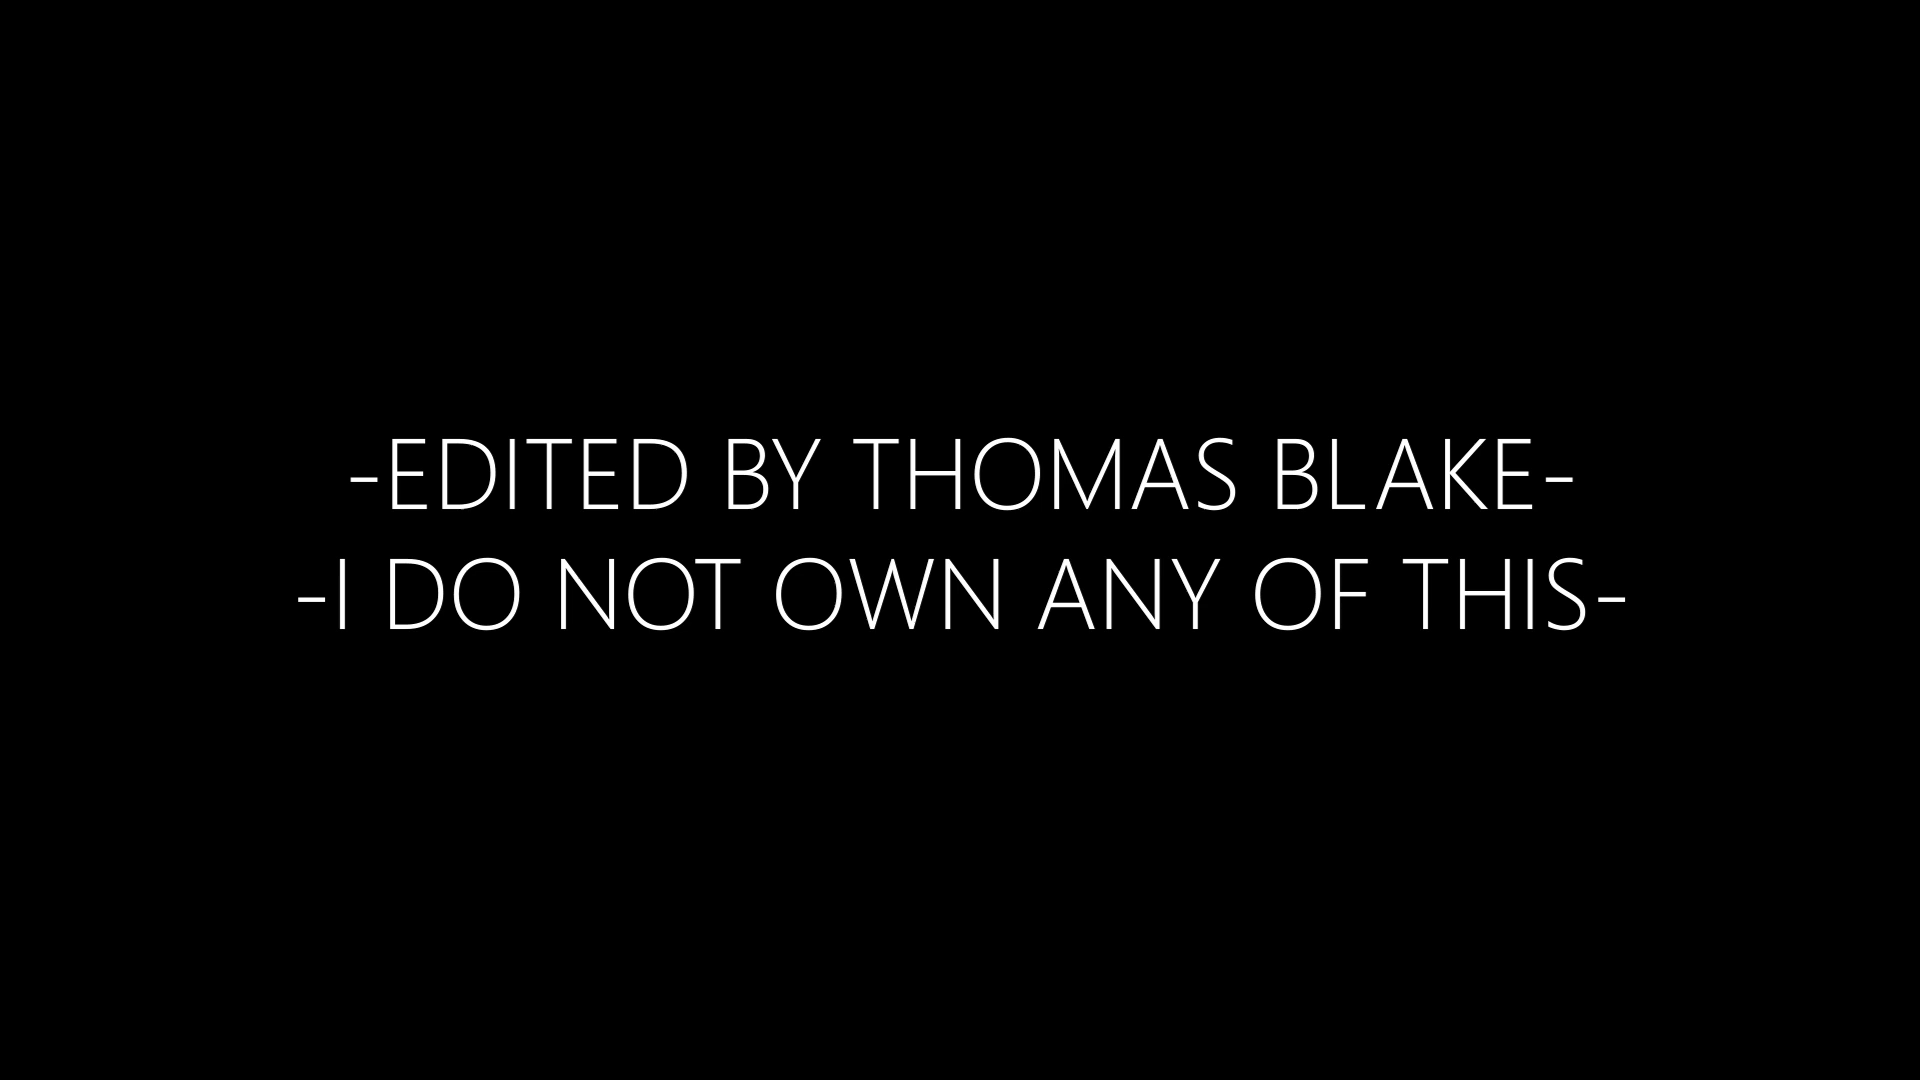 -EDITED BY THOMAS BLAKE-
-I DO NOT OWN ANY OF THIS-